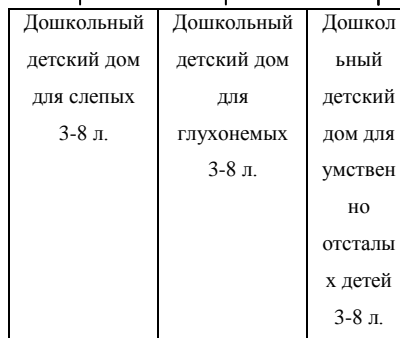 Дошкольный
детский дом
для слепых
3-8 л.
Дошкольный
детский дом
для
глухонемых
3-8 л.
Дошкол
ьный
детский
дом для
умствен
но
отсталы
х детей
3-8 л.